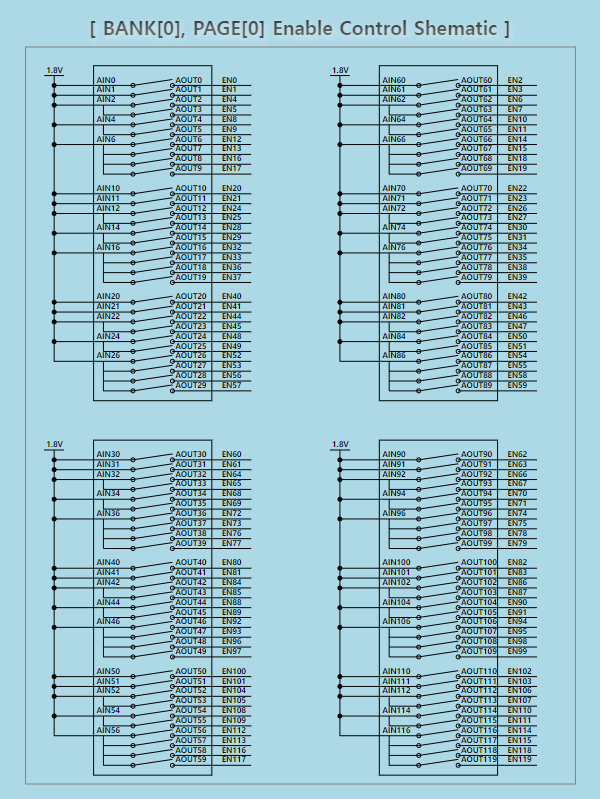 [ BANK[0], PAGE[0] Enable Control Shematic ]
1.8V
AIN0 AOUT0 EN0
AIN1 AOUT1 EN1
AIN2 AOUT2 EN4
AOUT3 EN5
AIN4 AOUT4 EN8
AOUT5 EN9
AIN6 AOUT6 EN12
AOUT7 EN13
AOUT8 EN16
AOUT9 EN17
AIN10 AOUT10 EN20
AIN11 AOUT11 EN21
AIN12 AOUT12 EN24
AOUT13 EN25
AIN14 AOUT14 EN28
AOUT15 EN29
AIN16 AOUT16 EN32
AOUT17 EN33
AOUT18 EN36
AOUT19 EN37
AIN20 AOUT20 EN40
AIN21 AOUT21 EN41
AIN22 AOUT22 EN44
AOUT23 EN45
AIN24 AOUT24 EN48
AOUT25 EN49
AIN26 AOUT26 EN52
AOUT27 EN53
AOUT28 EN56
AOUT29 EN57
1.8V
AIN60 AOUT60 EN2
AIN61 AOUT61 EN3
AIN62 AOUT62 EN6
AOUT63 EN7
AIN64 AOUT64 EN10
AOUT65 EN11
AIN66 AOUT66 EN14
AOUT67 EN15
AOUT68 EN18
AOUT69 EN19
AIN70 AOUT70 EN22
AIN71 AOUT71 EN23
AIN72 AOUT72 EN26
AOUT73 EN27
AIN74 AOUT74 EN30
AOUT75 EN31
AIN76 AOUT76 EN34
AOUT77 EN35
AOUT78 EN38
AOUT79 EN39
AIN80 AOUT80 EN42
AIN81 AOUT81 EN43
AIN82 AOUT82 EN46
AOUT83 EN47
AIN84 AOUT84 EN50
AOUT85 EN51
AIN86 AOUT86 EN54
AOUT87 EN55
AOUT88 EN58
AOUT89 EN59
1.8V
AIN30 AOUT30 EN60
AIN31 AOUT31 EN61
AIN32 AOUT32 EN64
AOUT33 EN65
AIN34 AOUT34 EN68
AOUT35 EN69
AIN36 AOUT36 EN72
AOUT37 EN73
AOUT38 EN76
AOUT39 EN77
AIN40 AOUT40 EN80
AIN41 AOUT41 EN81
AIN42 AOUT42 EN84
AOUT43 EN85
AIN44 AOUT44 EN88
AOUT45 EN89
AIN46 AOUT46 EN92
AOUT47 EN93
AOUT48 EN96
AOUT49 EN97
AIN50 AOUT50 EN100
AIN51 AOUT51 EN101
AIN52 AOUT52 EN104
AOUT53 EN105
AIN54 AOUT54 EN108
AOUT55 EN109
AIN56 AOUT56 EN112
AOUT57 EN113
AOUT58 EN116
AOUT59 EN117
1.8V
AIN90 AOUT90 EN62
AIN91 AOUT91 EN63
AIN92 AOUT92 EN66
AOUT93 EN67
AIN94 AOUT94 EN70
AOUT95 EN71
AIN96 AOUT96 EN74
AOUT97 EN75
AOUT98 EN78
AOUT99 EN79
AIN100 AOUT100 EN82
AIN101 AOUT101 EN83
AIN102 AOUT102 EN86
AOUT103 EN87
AIN104 AOUT104 EN90
AOUT105 EN91
AIN106 AOUT106 EN94
AOUT107 EN95
AOUT108 EN98
AOUT109 EN99
AIN110 AOUT110 EN102
AIN111 AOUT111 EN103
AIN112 AOUT112 EN106
AOUT113 EN107
AIN114 AOUT114 EN110
AOUT115 EN111
AIN116 AOUT116 EN114
AOUT117 EN115
AOUT118 EN118
AOUT119 EN119